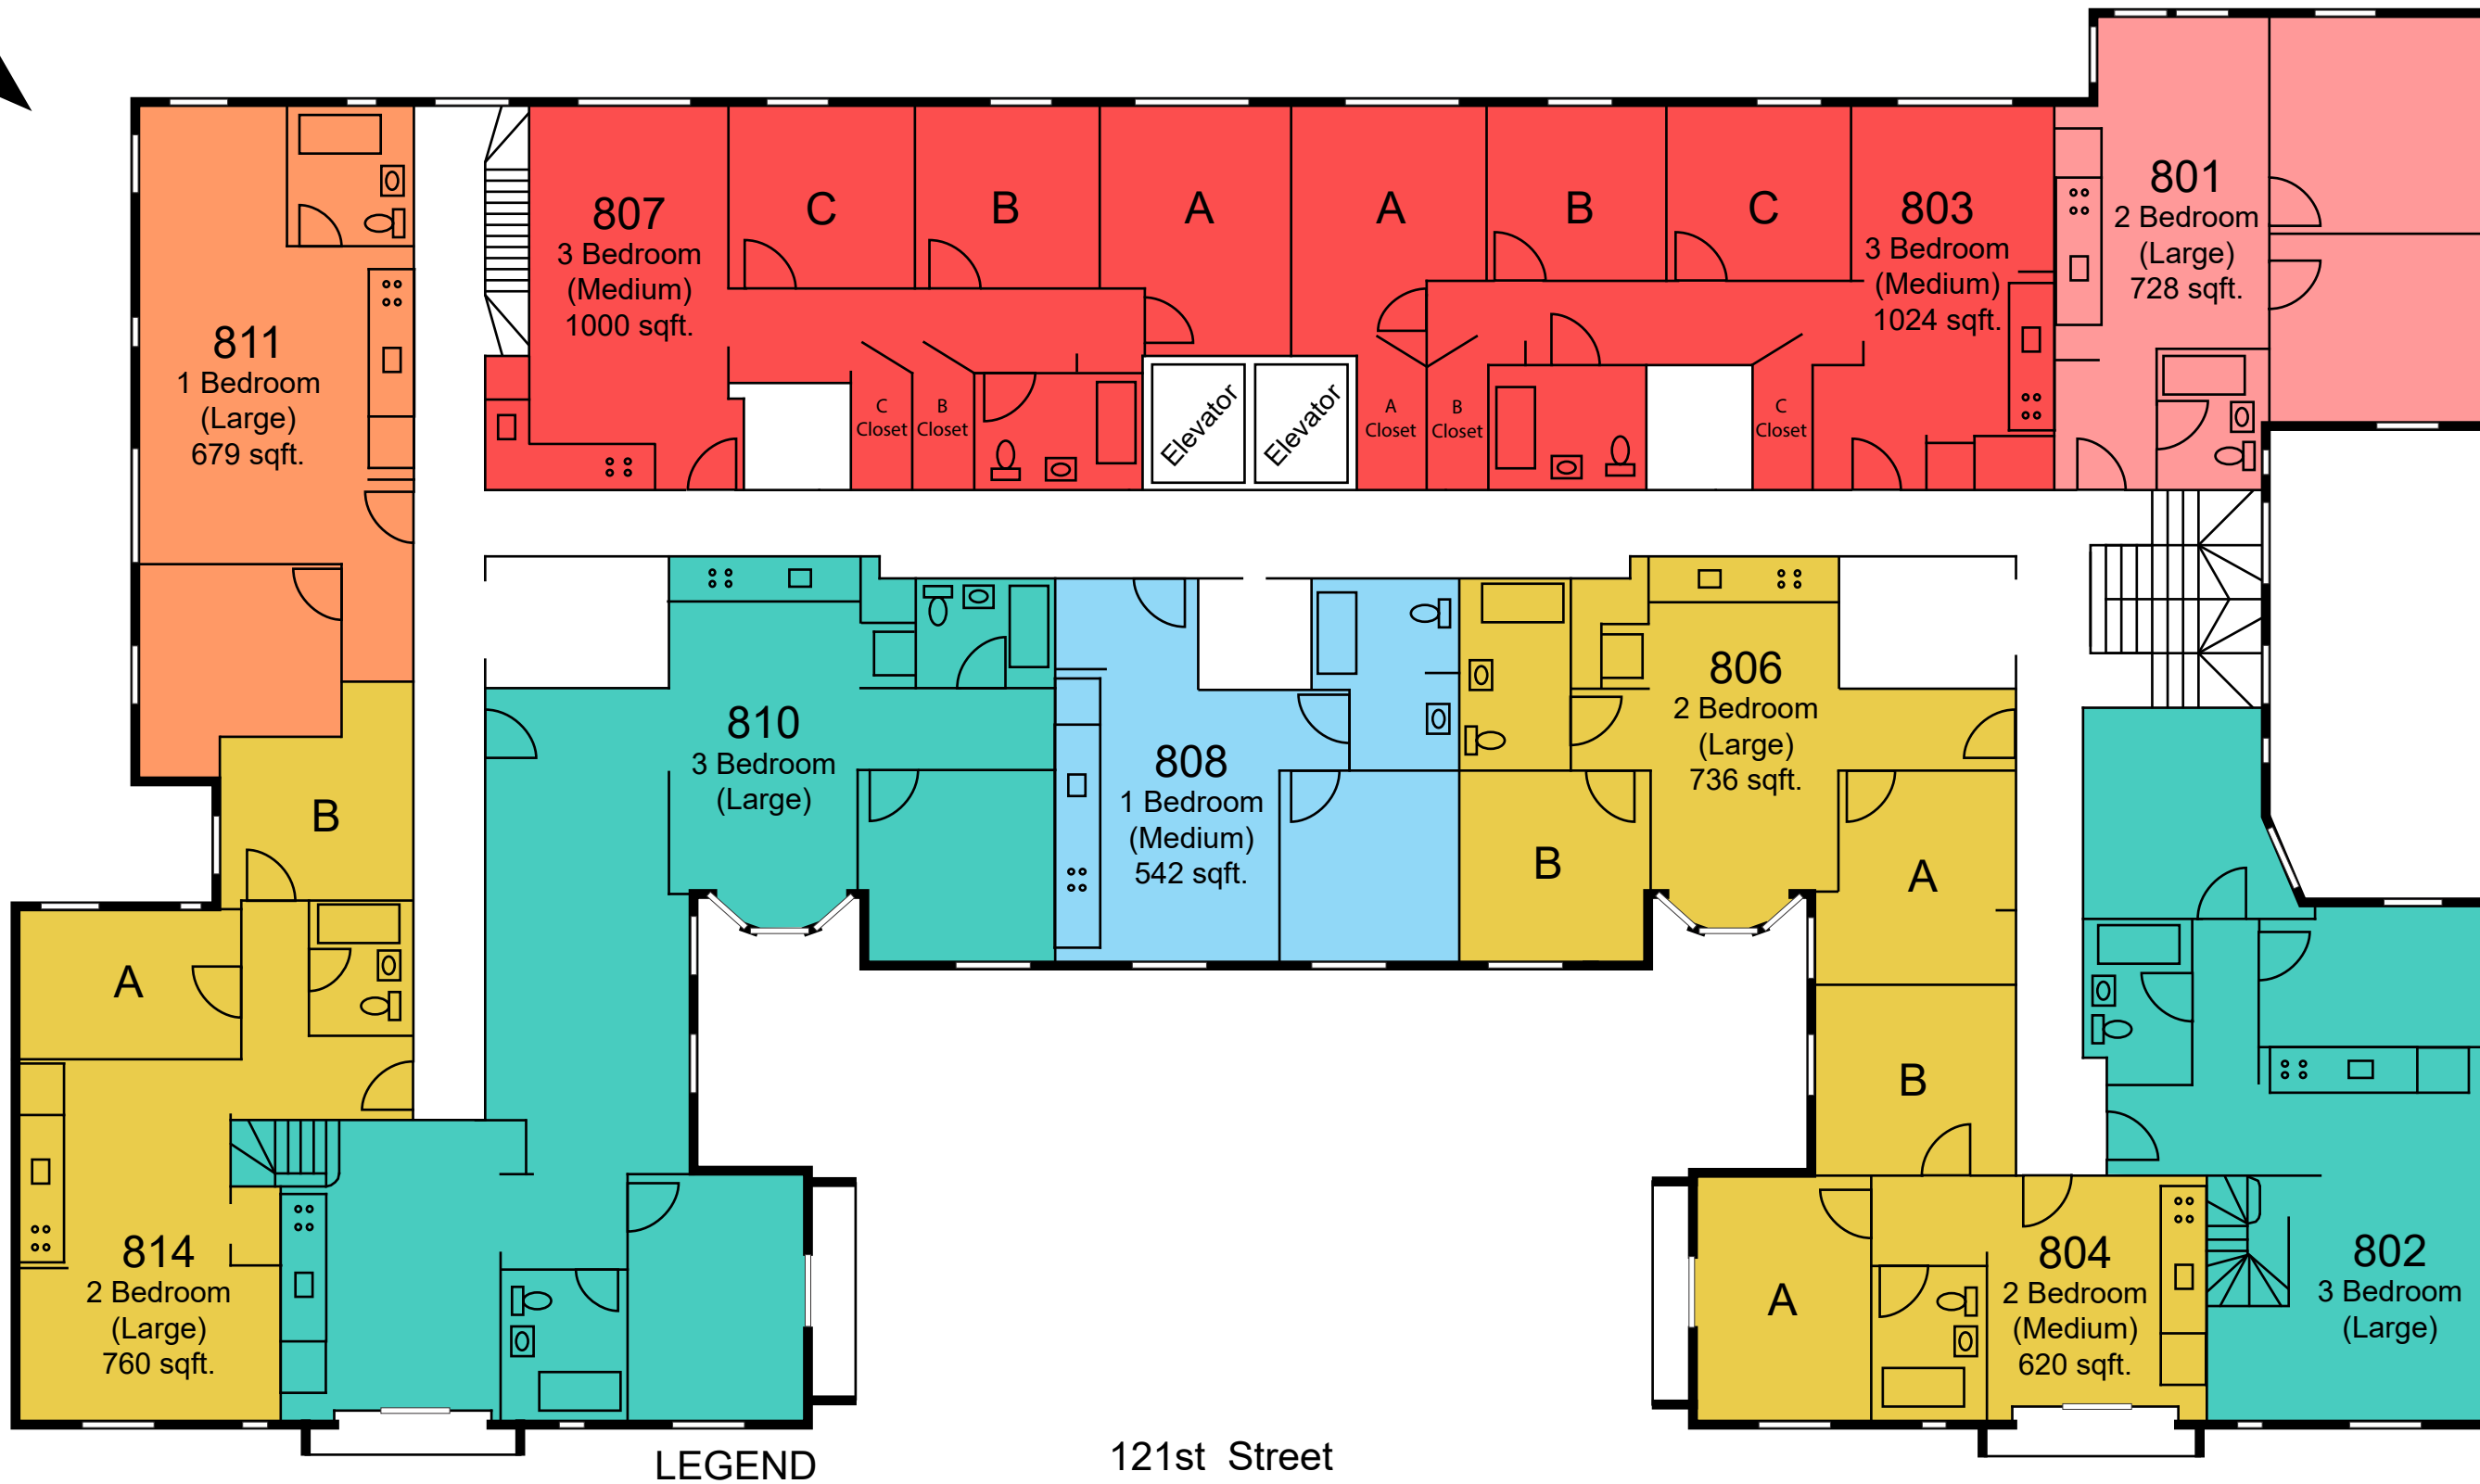 801
2 Bedroom
(Large)
728 sqft.
807
3 Bedroom
(Medium)
1000 sqft.
C
B
A
A
B
C
803
3 Bedroom
(Medium)
1024 sqft.
811
1 Bedroom
(Large)
679 sqft.
C
Closet
B
Closet
Elevator
Elevator
A
Closet
B
Closet
C
Closet
810
3 Bedroom
(Large)
808
1 Bedroom
(Medium)
542 sqft.
806
2 Bedroom
(Large)
736 sqft.
B
A
B
A
B
A
814
2 Bedroom
(Large)
760 sqft.
804
2 Bedroom
(Medium)
620 sqft.
802
3 Bedroom
(Large)
LEGEND
121st Street